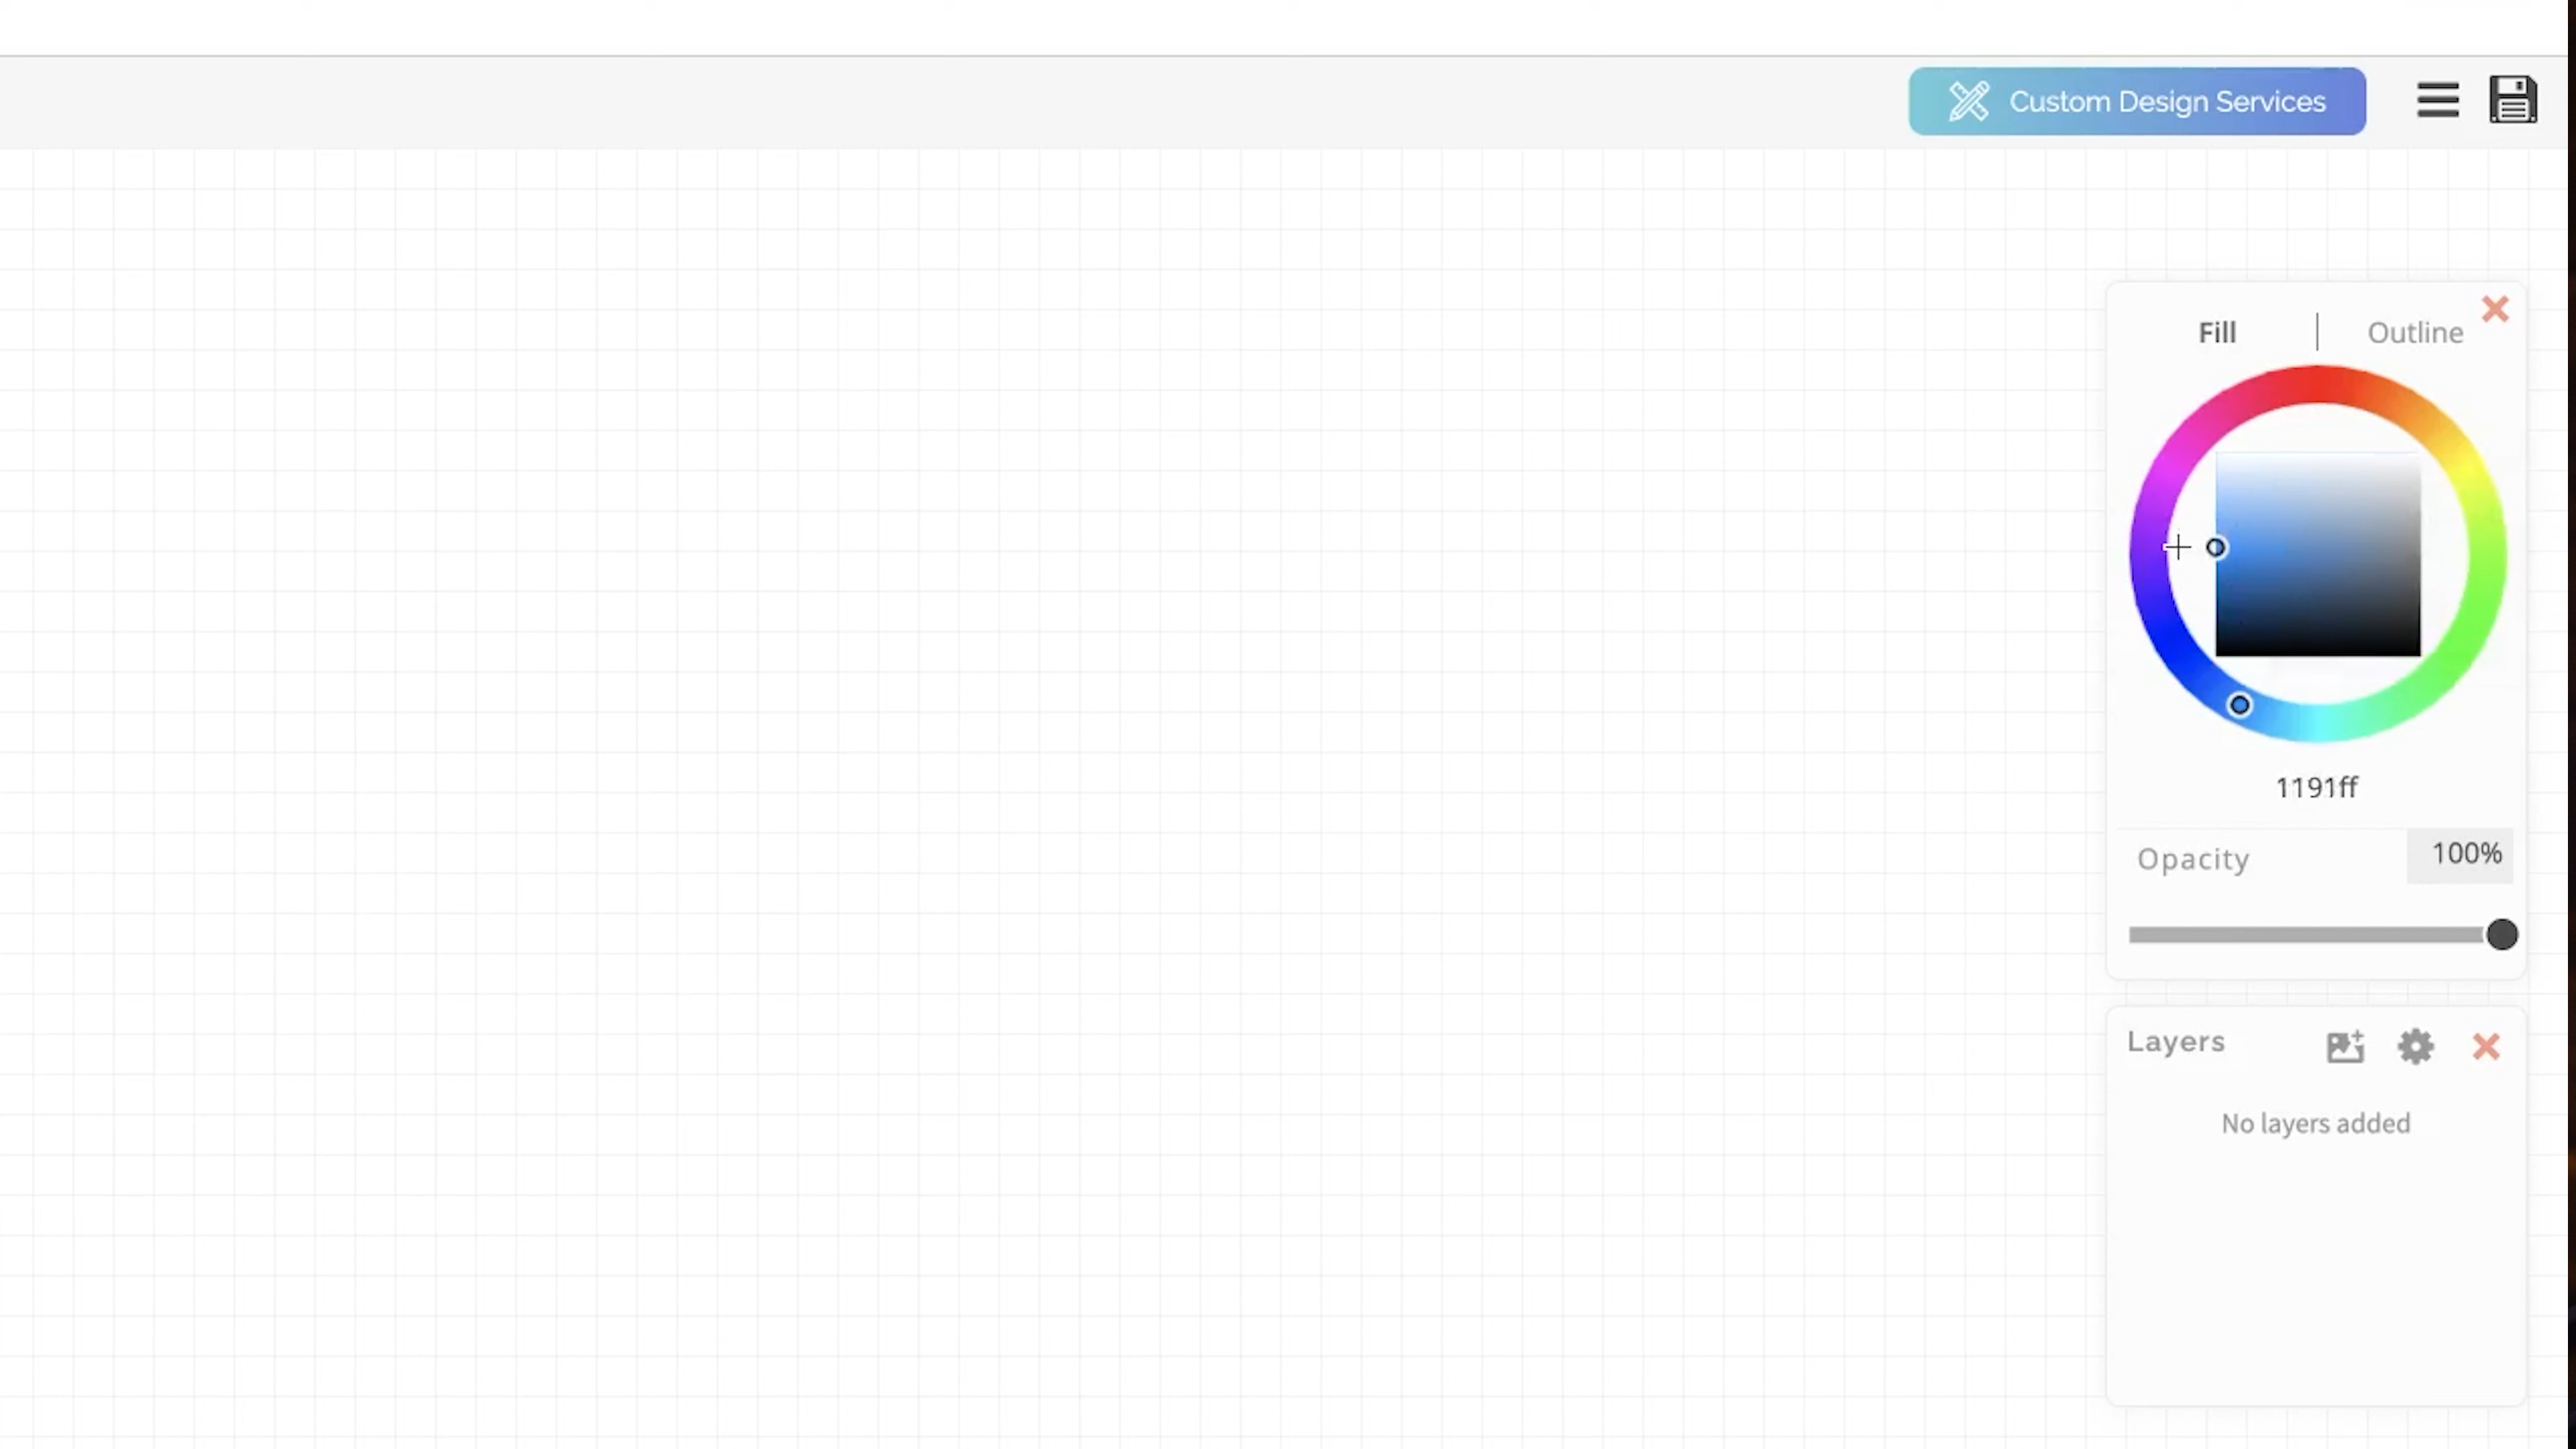 Custom Design Services
Fill | Outline
1191ff
Opacity 100%
Layers
No layers added